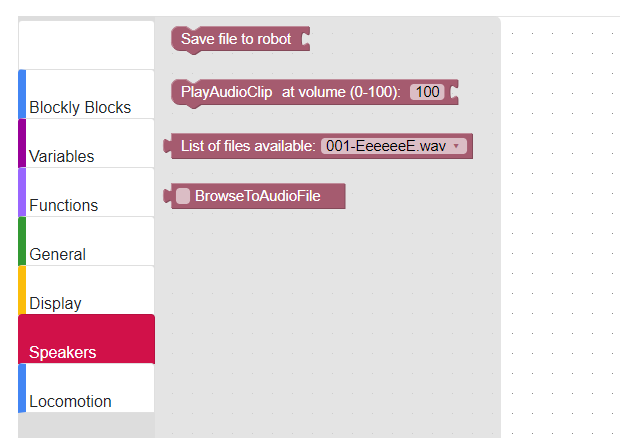 Save file to robot
PlayAudioClip at volume (0-100): 100
List of files available: 001-EeeeeeE.wav
BrowseToAudioFile
Blockly Blocks
Variables
Functions
General
Display
Speakers
Locomotion